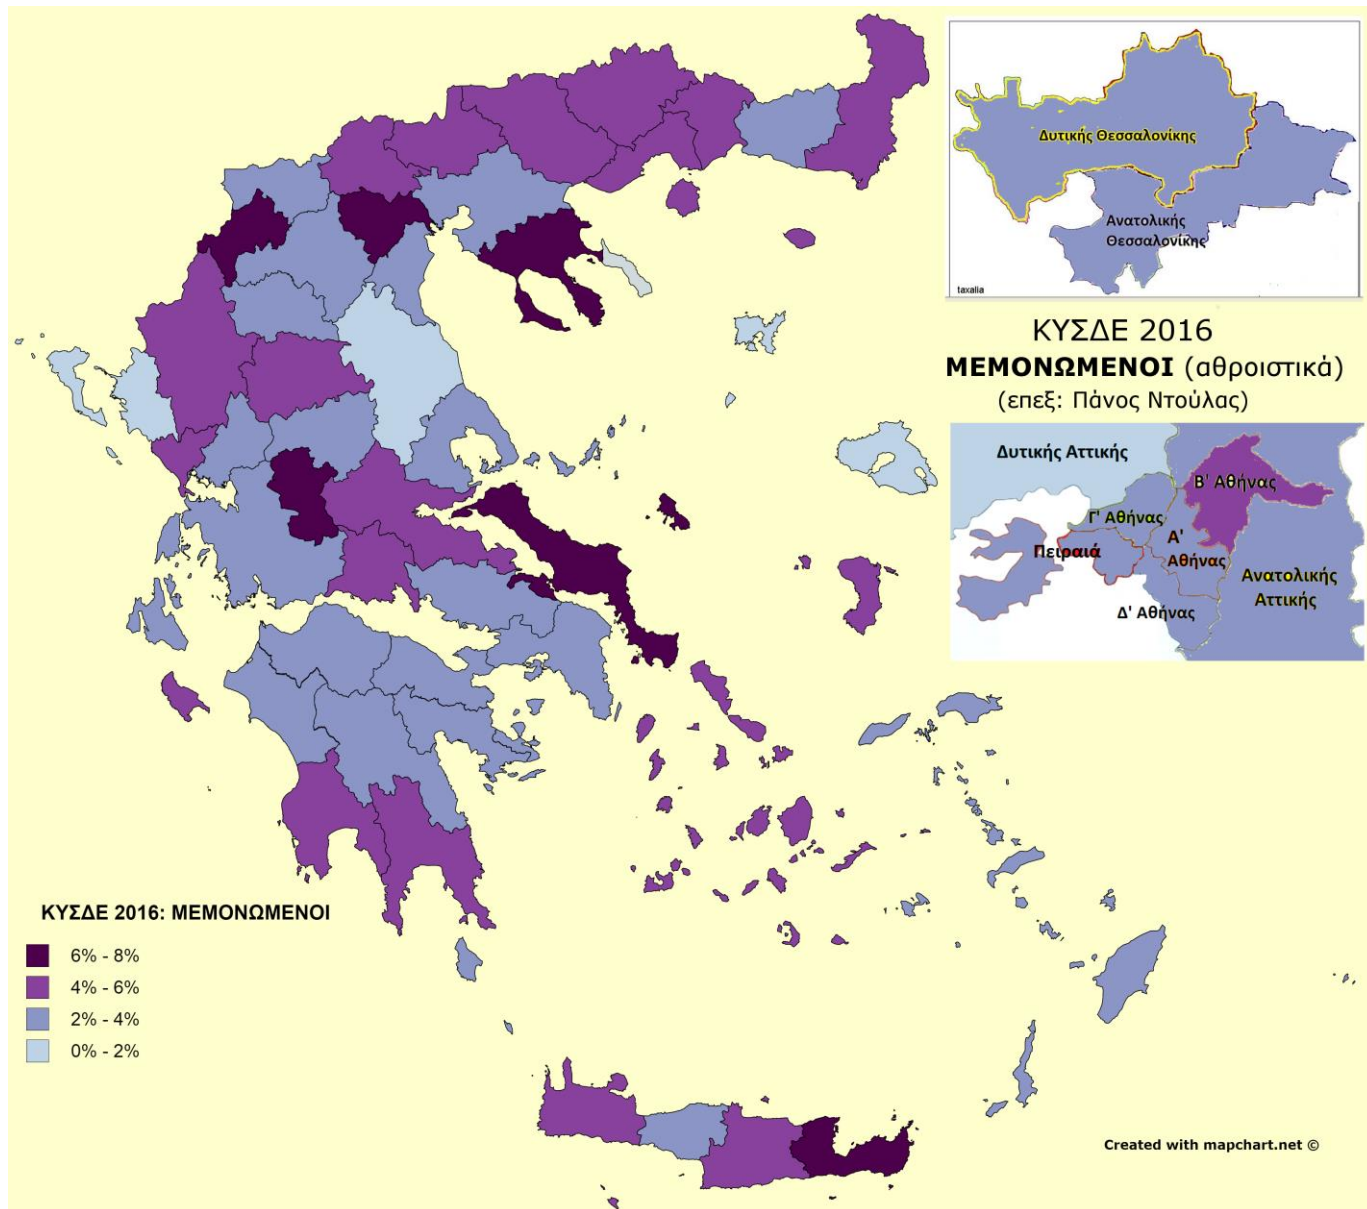 Δυτικής Θεσσαλονίκης
Ανατολικής
Θεσσαλονίκης
taxalia
ΚΥΣΔΕ 2016
ΜΕΜΟΝΩΜΕΝΟΙ (αθροιστικά)
(επεξ: Πάνος Ντούλας)
Δυτικής Αττικής
Β' Αθήνας
Γ' Αθήνας
Α'
Αθήνας
Πειραιά
Ανατολικής
Αττικής
Δ' Αθήνας
ΚΥΣΔΕ 2016: ΜΕΜΟΝΩΜΕΝΟΙ
6% - 8%
4% - 6%
2% - 4%
0% - 2%
Created with mapchart.net ©